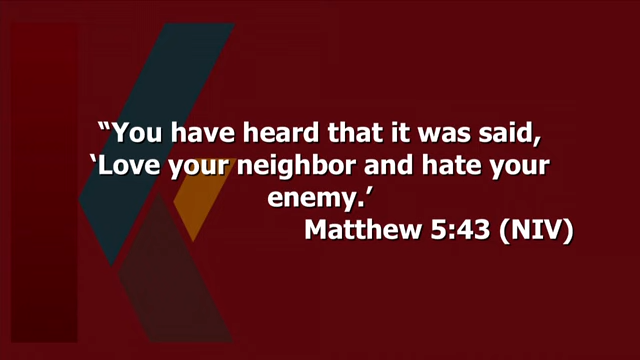 “You have heard that it was said,
‘Love your neighbor and hate your
enemy.’
Matthew 5:43 (NIV)